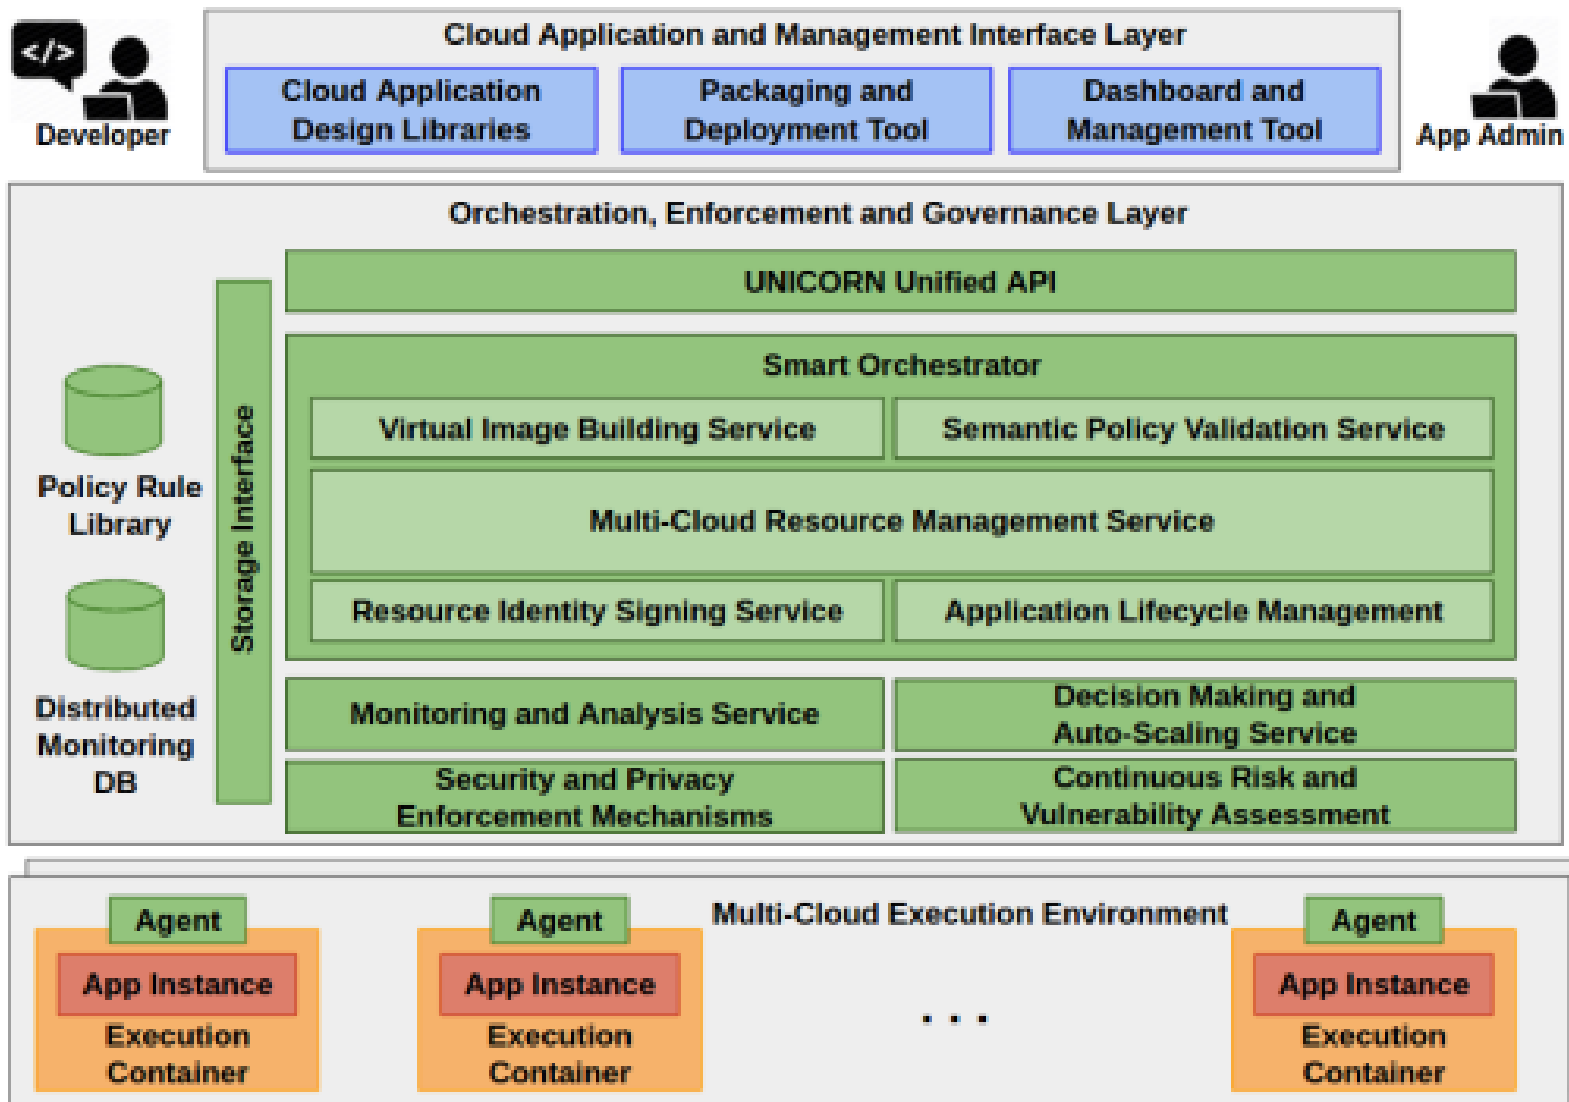 </>
Developer
Cloud Application and Management Interface Layer
Cloud Application
Design Libraries
Packaging and
Deployment Tool
Dashboard and
Management Tool
App Admin
Orchestration, Enforcement and Governance Layer
Policy Rule
Library
Distributed
Monitoring
DB
Storage Interface
UNICORN Unified API
Smart Orchestrator
Virtual Image Building Service
Semantic Policy Validation Service
Multi-Cloud Resource Management Service
Resource Identity Signing Service
Application Lifecycle Management
Monitoring and Analysis Service
Decision Making and
Auto-Scaling Service
Security and Privacy
Enforcement Mechanisms
Continuous Risk and
Vulnerability Assessment
Multi-Cloud Execution Environment
Agent
App Instance
Execution
Container
Agent
App Instance
Execution
Container
. . .
Agent
App Instance
Execution
Container